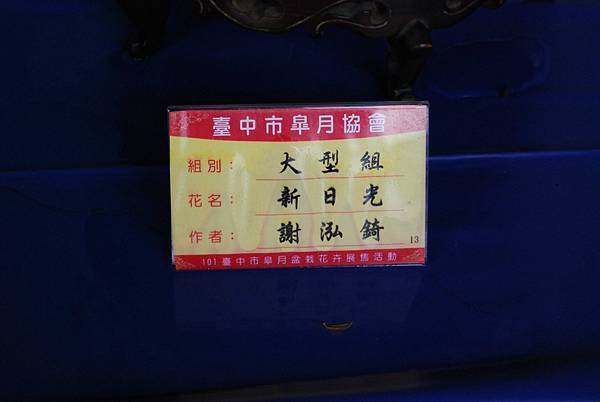 臺中市皐月協會
組別：大型組
花名：新日光
作者：謝泓錡
13
101臺中市皐月盆栽花卉展售活動